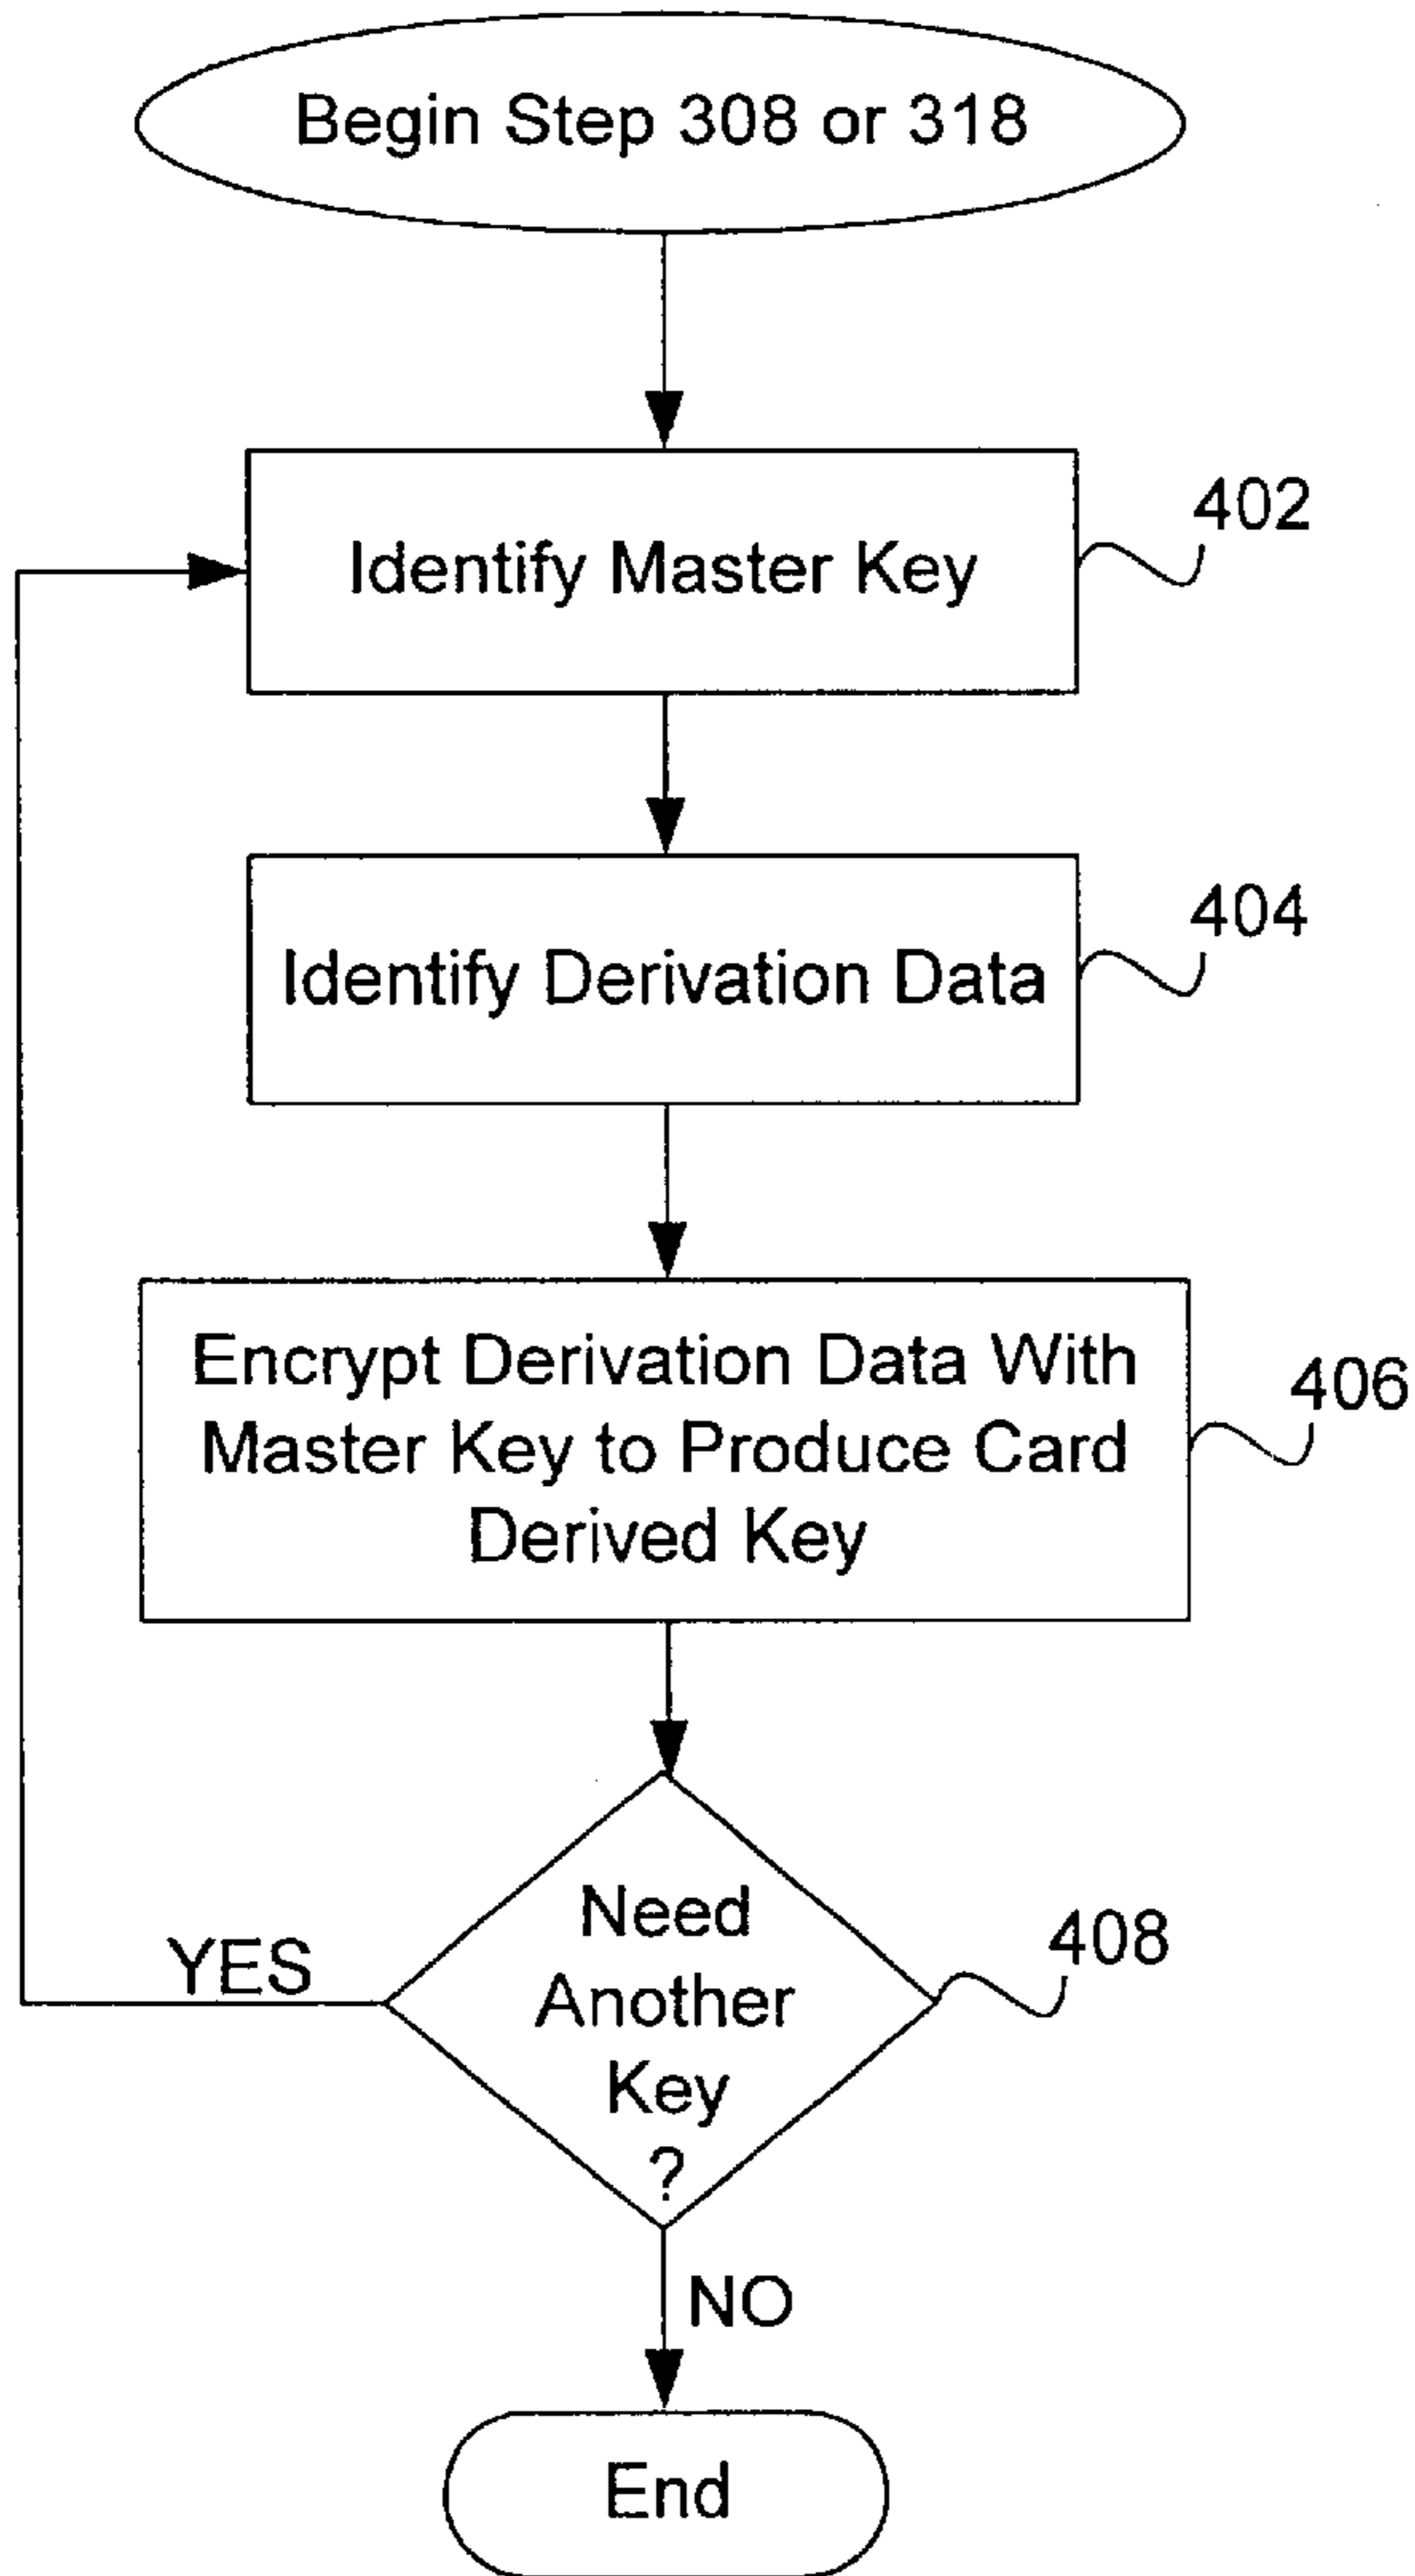 Begin Step 308 or 318
Identify Master Key
402
Identify Derivation Data
404
Encrypt Derivation Data With
Master Key to Produce Card
Derived Key
406
Need
Another
Key
?
408
YES
NO
End